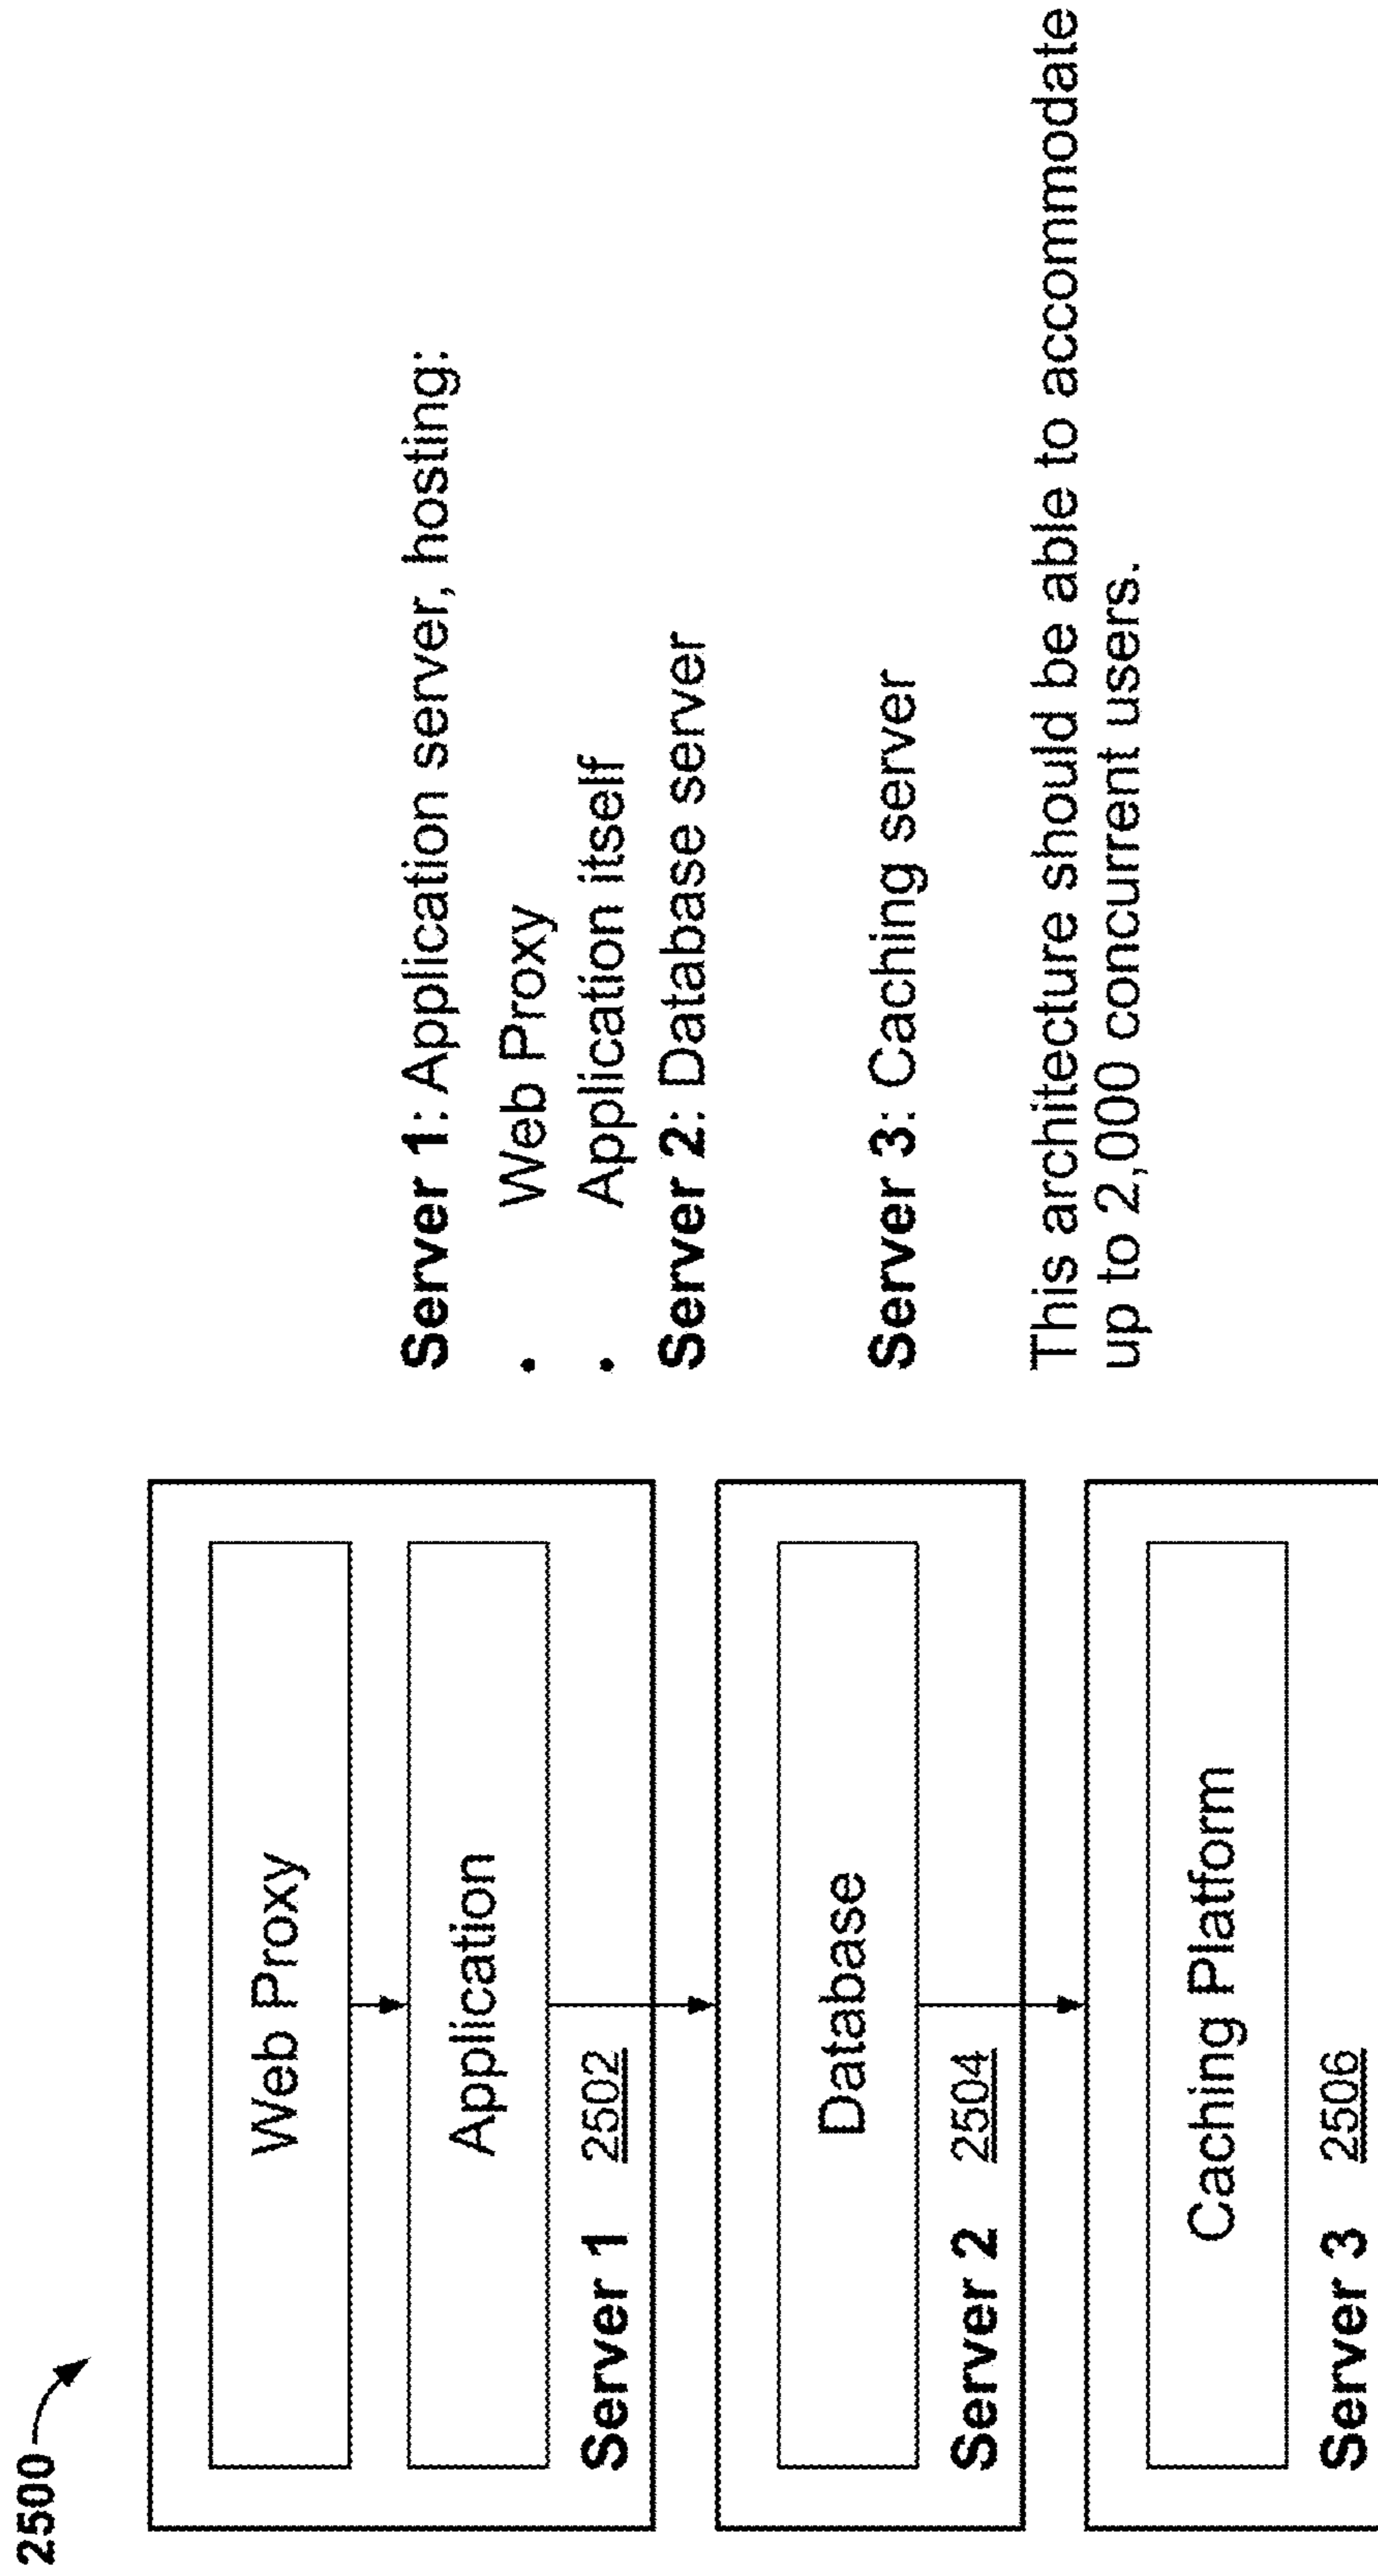 2500
Web Proxy
Application
Server 1 2502
Database
Server 2 2504
Caching Platform
Server 3 2506
Server 1: Application server, hosting:
• Web Proxy
• Application itself
Server 2: Database server
Server 3: Caching server
This architecture should be able to accommodate
up to 2,000 concurrent users.